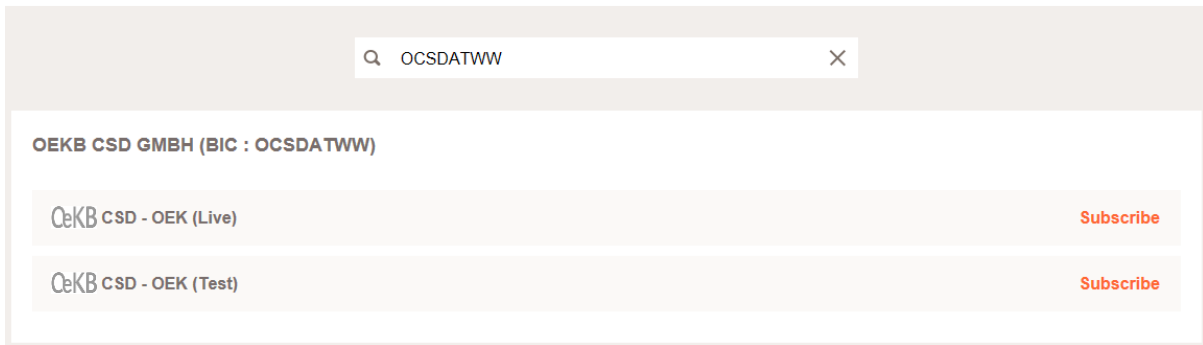 OCSDATWW
OEKB CSD GMBH (BIC : OCSDATWW)
OeKB CSD - OEK (Live) Subscribe
OeKB CSD - OEK (Test) Subscribe